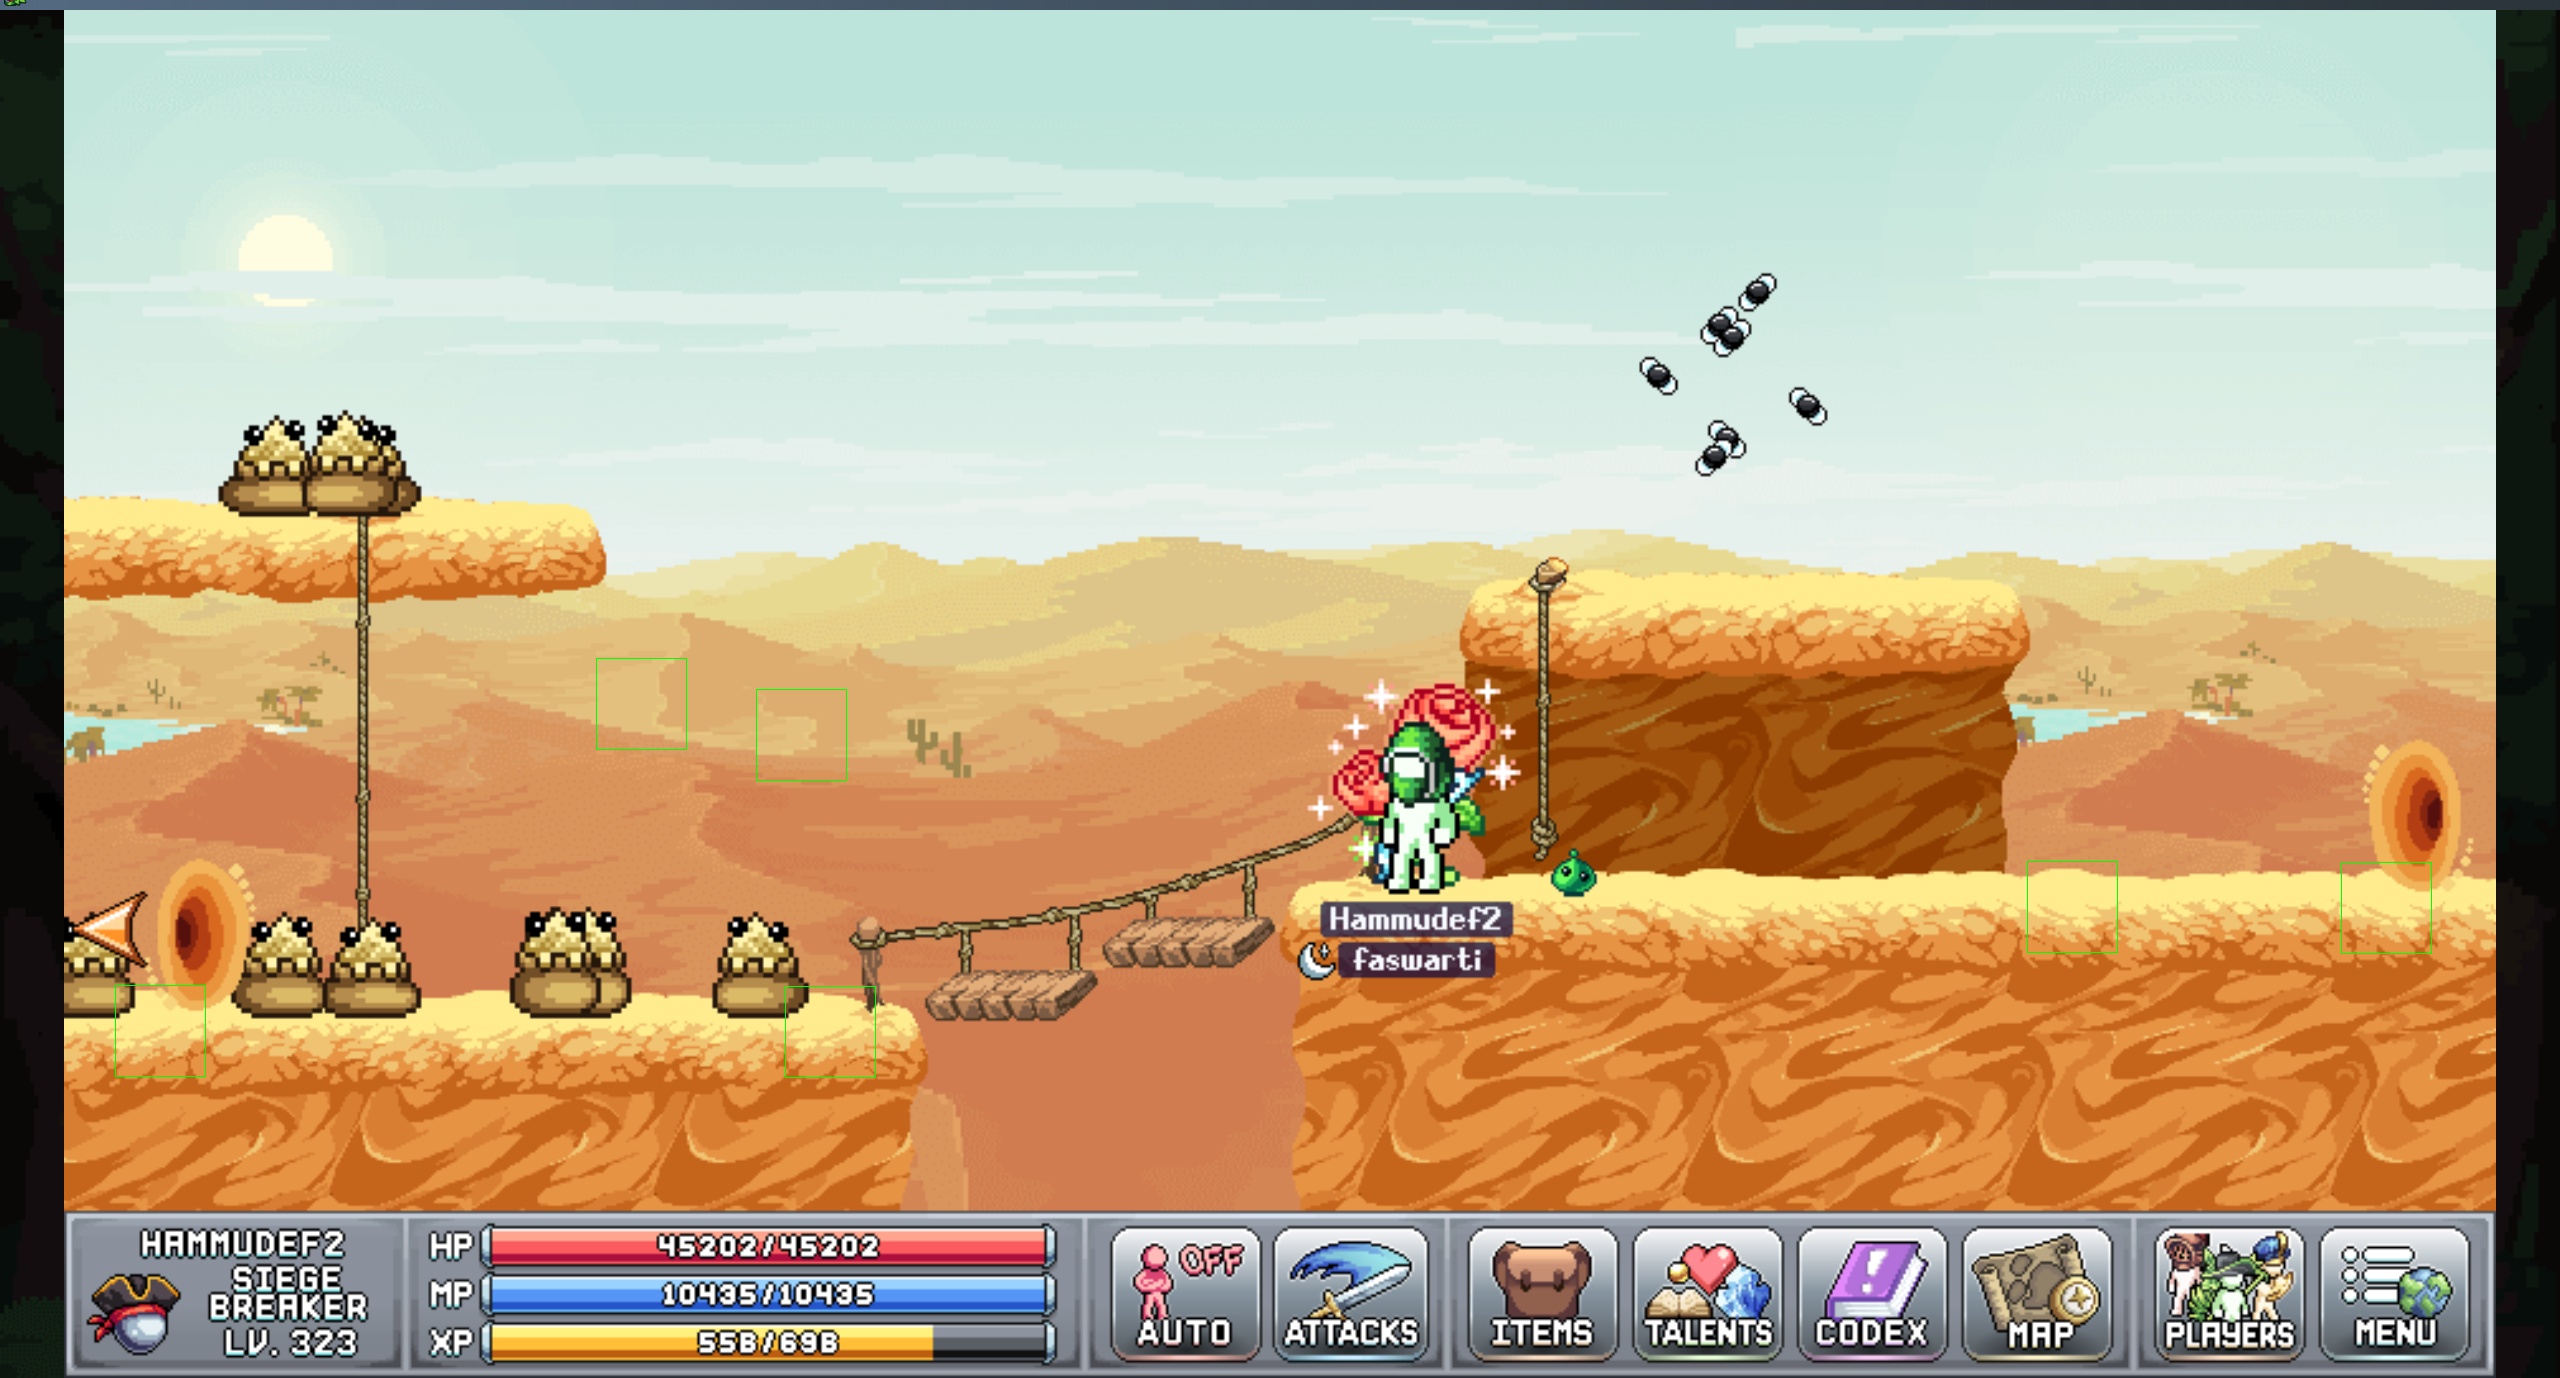 Hammudef2
faswarti
HAMMUDEF2
SIEGE
BREAKER
LV. 323
HP 45202/45202
MP 10435/10435
XP 55B/69B
OFF
AUTO
ATTACKS
ITEMS
TALENTS
CODEX
MAP
PLAYERS
MENU